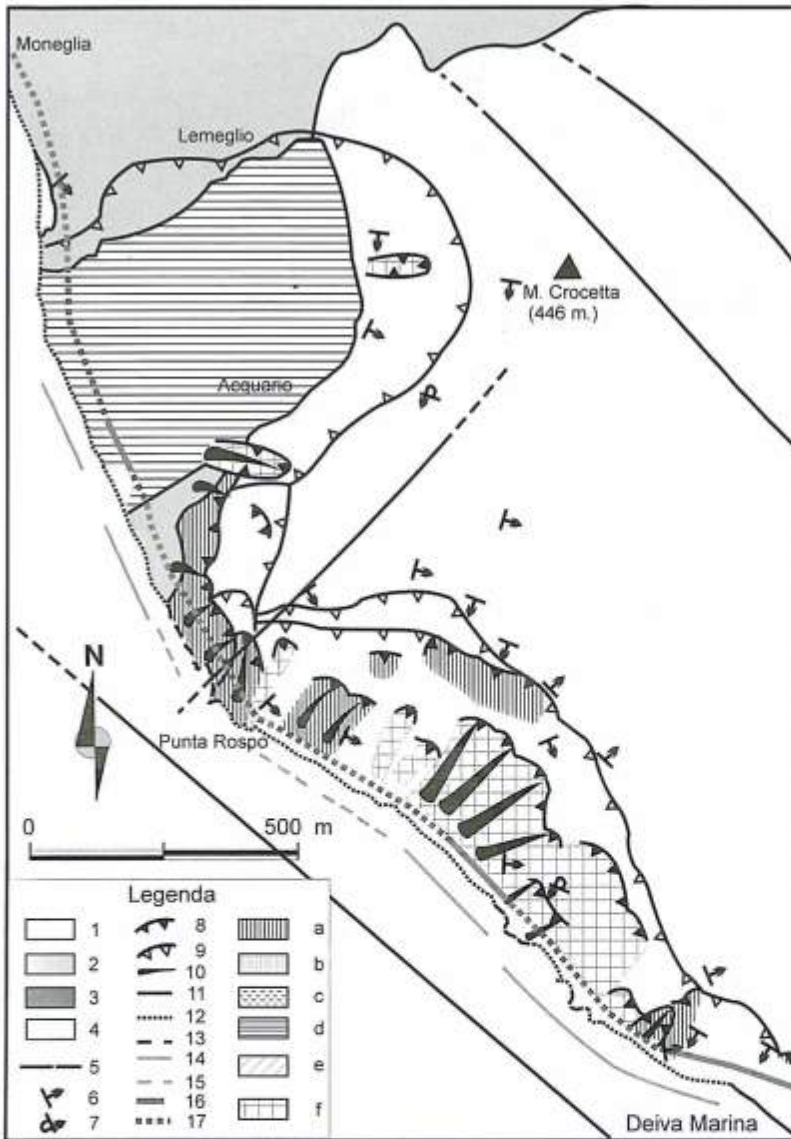 Moneglia
Lemeglio
M. Crocetta
(446 m.)
Acquario
N
Punta Rospo
0 500 m
Legenda
1 8 a
2 9 b
3 10 c
4 11 d
5 12 e
6 13 f
7 14
15
16
17
Deiva Marina